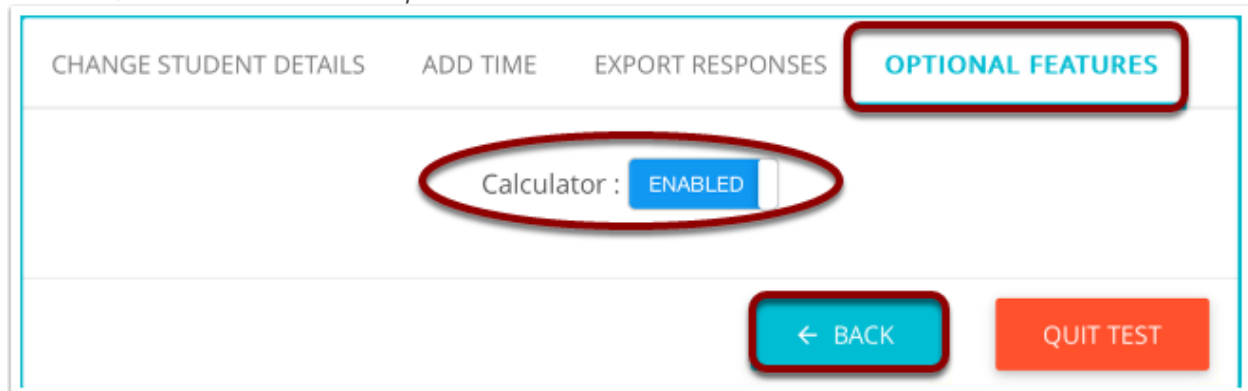 CHANGE STUDENT DETAILS ADD TIME EXPORT RESPONSES OPTIONAL FEATURES
Calculator : ENABLED
← BACK QUIT TEST